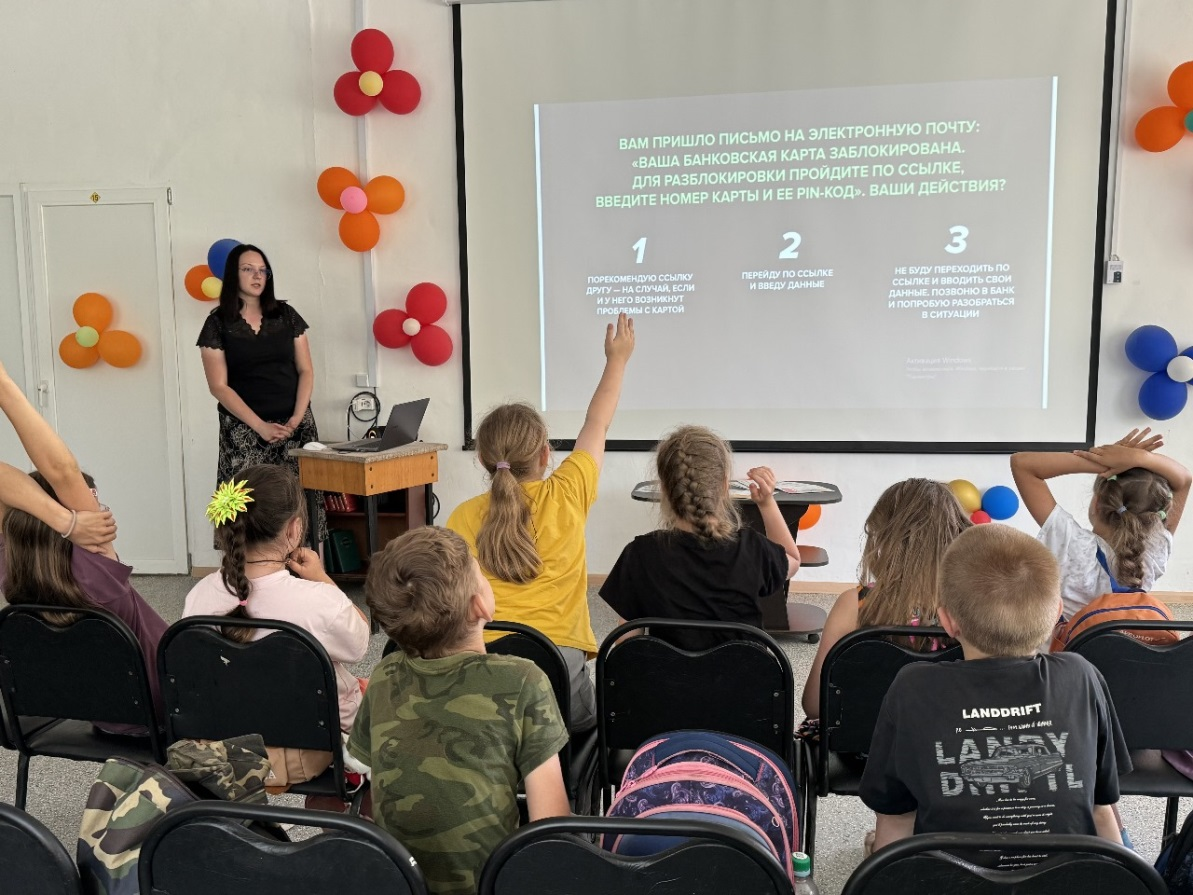 19
ВАМ ПРИШЛО ПИСЬМО НА ЭЛЕКТРОННУЮ ПОЧТУ:
«ВАША БАНКОВСКАЯ КАРТА ЗАБЛОКИРОВАНА.
ДЛЯ РАЗБЛОКИРОВКИ ПРОЙДИТЕ ПО ССЫЛКЕ,
ВВЕДИТЕ НОМЕР КАРТЫ И ЕЕ PIN-КОД». ВАШИ ДЕЙСТВИЯ?
1
ПОРЕКОМЕНДУЮ ССЫЛКУ
ДРУГУ — НА СЛУЧАЙ, ЕСЛИ
И У НЕГО ВОЗНИКНУТ
ПРОБЛЕМЫ С КАРТОЙ
2
ПЕРЕЙДУ ПО ССЫЛКЕ
И ВВЕДУ ДАННЫЕ
3
НЕ БУДУ ПЕРЕХОДИТЬ ПО
ССЫЛКЕ И ВВОДИТЬ СВОИ
ДАННЫЕ. ПОЗВОНЮ В БАНК
И ПОПРОБУЮ РАЗОБРАТЬСЯ
В СИТУАЦИИ
Активация Windows
LANDDRIFT